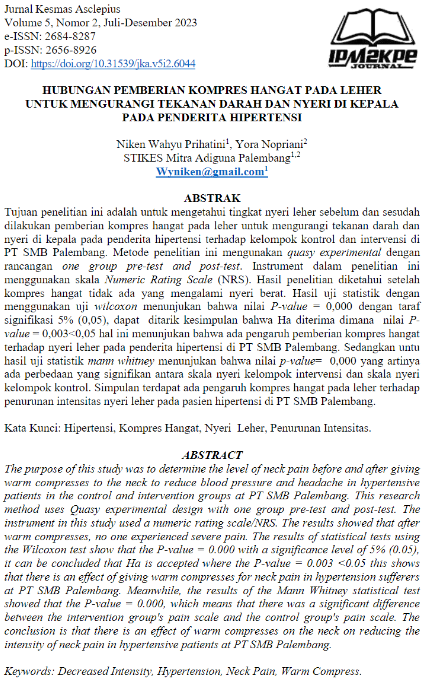 Jurnal Kesmas Asclepius
Volume 5, Nomor 2, Juli-Desember 2023
e-ISSN: 2684-8287
p-ISSN: 2656-8926
DOI: https://doi.org/10.31539/jka.v5i2.6044
IPM2KPE
JOURNAL
HUBUNGAN PEMBERIAN KOMPRES HANGAT PADA LEHER
UNTUK MENGURANGI TEKANAN DARAH DAN NYERI DI KEPALA
PADA PENDERITA HIPERTENSI
Niken Wahyu Prihatini¹, Yora Nopriani²
STIKES Mitra Adiguna Palembang¹,²
Wyniken@gmail.com¹
ABSTRAK
Tujuan penelitian ini adalah untuk mengetahui tingkat nyeri leher sebelum dan sesudah
dilakukan pemberian kompres hangat pada leher untuk mengurangi tekanan darah dan
nyeri di kepala pada penderita hipertensi terhadap kelompok kontrol dan intervensi di
PT SMB Palembang. Metode penelitian ini mengunakan quasy experimental dengan
rancangan one group pre-test and post-test. Instrument dalam penelitian ini
menggunakan skala Numeric Rating Scale (NRS). Hasil penelitian diketahui setelah
kompres hangat tidak ada yang mengalami nyeri berat. Hasil uji statistik dengan
menggunakan uji wilcoxon menunjukan bahwa nilai P-value = 0,000 dengan taraf
signifikasi 5% (0,05), dapat ditarik kesimpulan bahwa Ha diterima dimana nilai P-
value = 0,003<0,05 hal ini menunjukan bahwa ada pengaruh pemberian kompres hangat
terhadap nyeri leher pada penderita hipertensi di PT SMB Palembang. Sedangkan untu
hasil uji statistik mann whitney menunjukan bahwa nilai p-value= 0,000 yang artinya
ada perbedaan yang signifikan antara skala nyeri kelompok intervensi dan skala nyeri
kelompok kontrol. Simpulan terdapat ada pengaruh kompres hangat pada leher terhadap
penurunan intensitas nyeri leher pada pasien hipertensi di PT SMB Palembang.
Kata Kunci: Hipertensi, Kompres Hangat, Nyeri Leher, Penurunan Intensitas.
ABSTRACT
The purpose of this study was to determine the level of neck pain before and after giving
warm compresses to the neck to reduce blood pressure and headache in hypertensive
patients in the control and intervention groups at PT SMB Palembang. This research
method uses Quasy experimental design with one group pre-test and post-test. The
instrument in this study used a numeric rating scale/NRS. The results showed that after
warm compresses, no one experienced severe pain. The results of statistical tests using
the Wilcoxon test show that the P-value = 0.000 with a significance level of 5% (0.05),
it can be concluded that Ha is accepted where the P-value = 0.003 <0.05 this shows
that there is an effect of giving warm compresses for neck pain in hypertension sufferers
at PT SMB Palembang. Meanwhile, the results of the Mann Whitney statistical test
showed that the P-value = 0.000, which means that there was a significant difference
between the intervention group's pain scale and the control group's pain scale. The
conclusion is that there is an effect of warm compresses on the neck on reducing the
intensity of neck pain in hypertensive patients at PT SMB Palembang.
Keywords: Decreased Intensity, Hypertension, Neck Pain, Warm Compress.